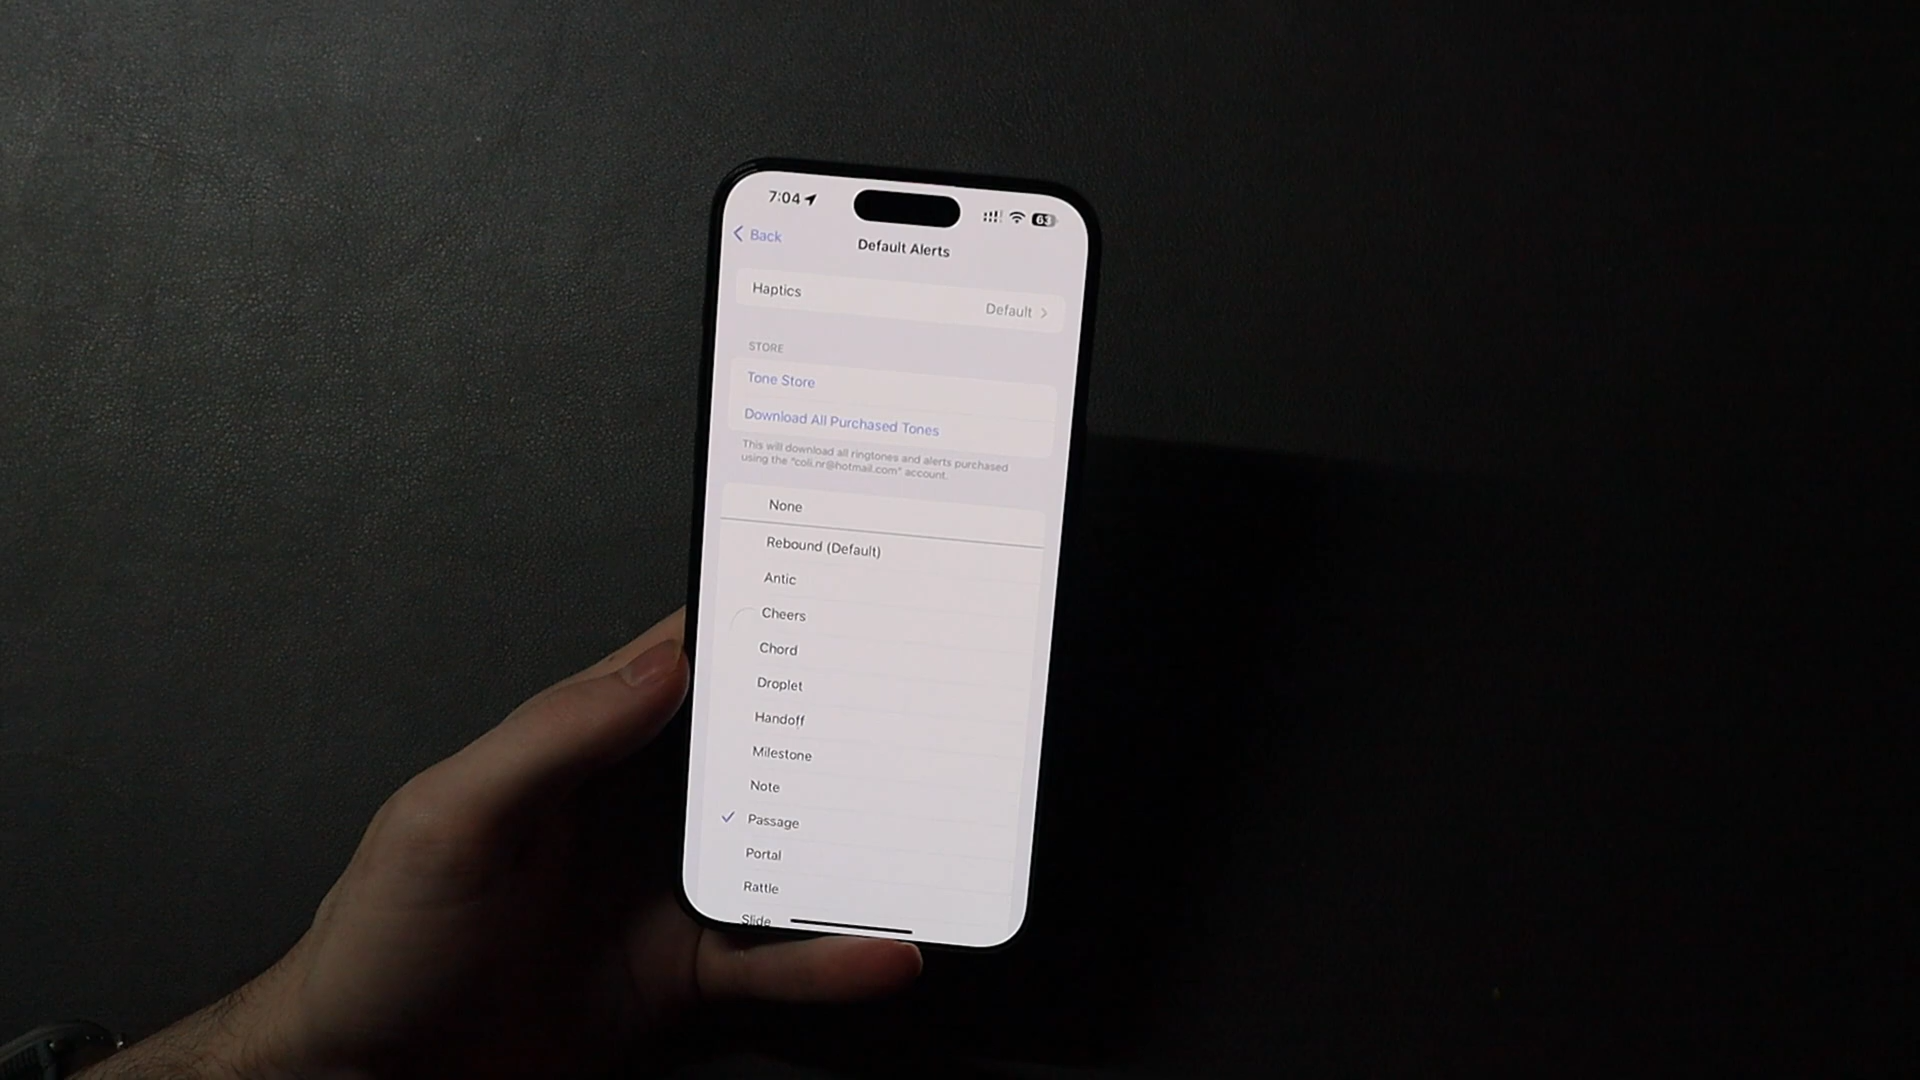 7:04
63
Back
Default Alerts
Haptics
Default
STORE
Tone Store
Download All Purchased Tones
This will download all ringtones and alerts purchased
using the "coli.nr@hotmail.com" account.
None
Rebound (Default)
Antic
Cheers
Chord
Droplet
Handoff
Milestone
Note
Passage
Portal
Rattle
Slide